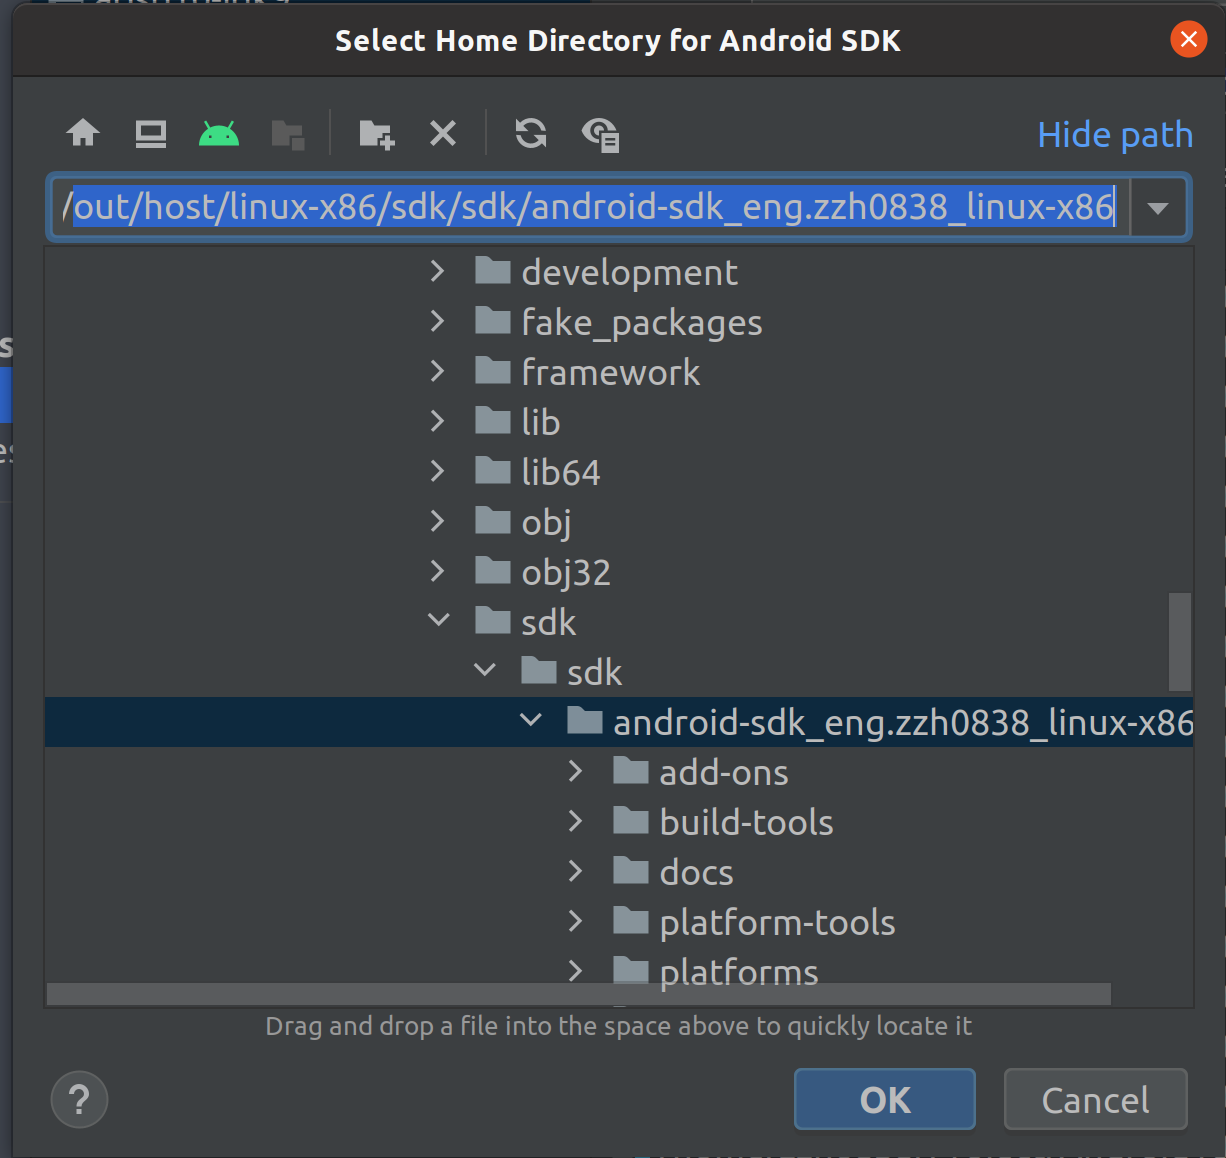 Select Home Directory for Android SDK
Hide path
/out/host/linux-x86/sdk/sdk/android-sdk_eng.zzh0838_linux-x86
development
fake_packages
framework
lib
lib64
obj
obj32
sdk
sdk
android-sdk_eng.zzh0838_linux-x86
add-ons
build-tools
docs
platform-tools
platforms
Drag and drop a file into the space above to quickly locate it
?
OK
Cancel